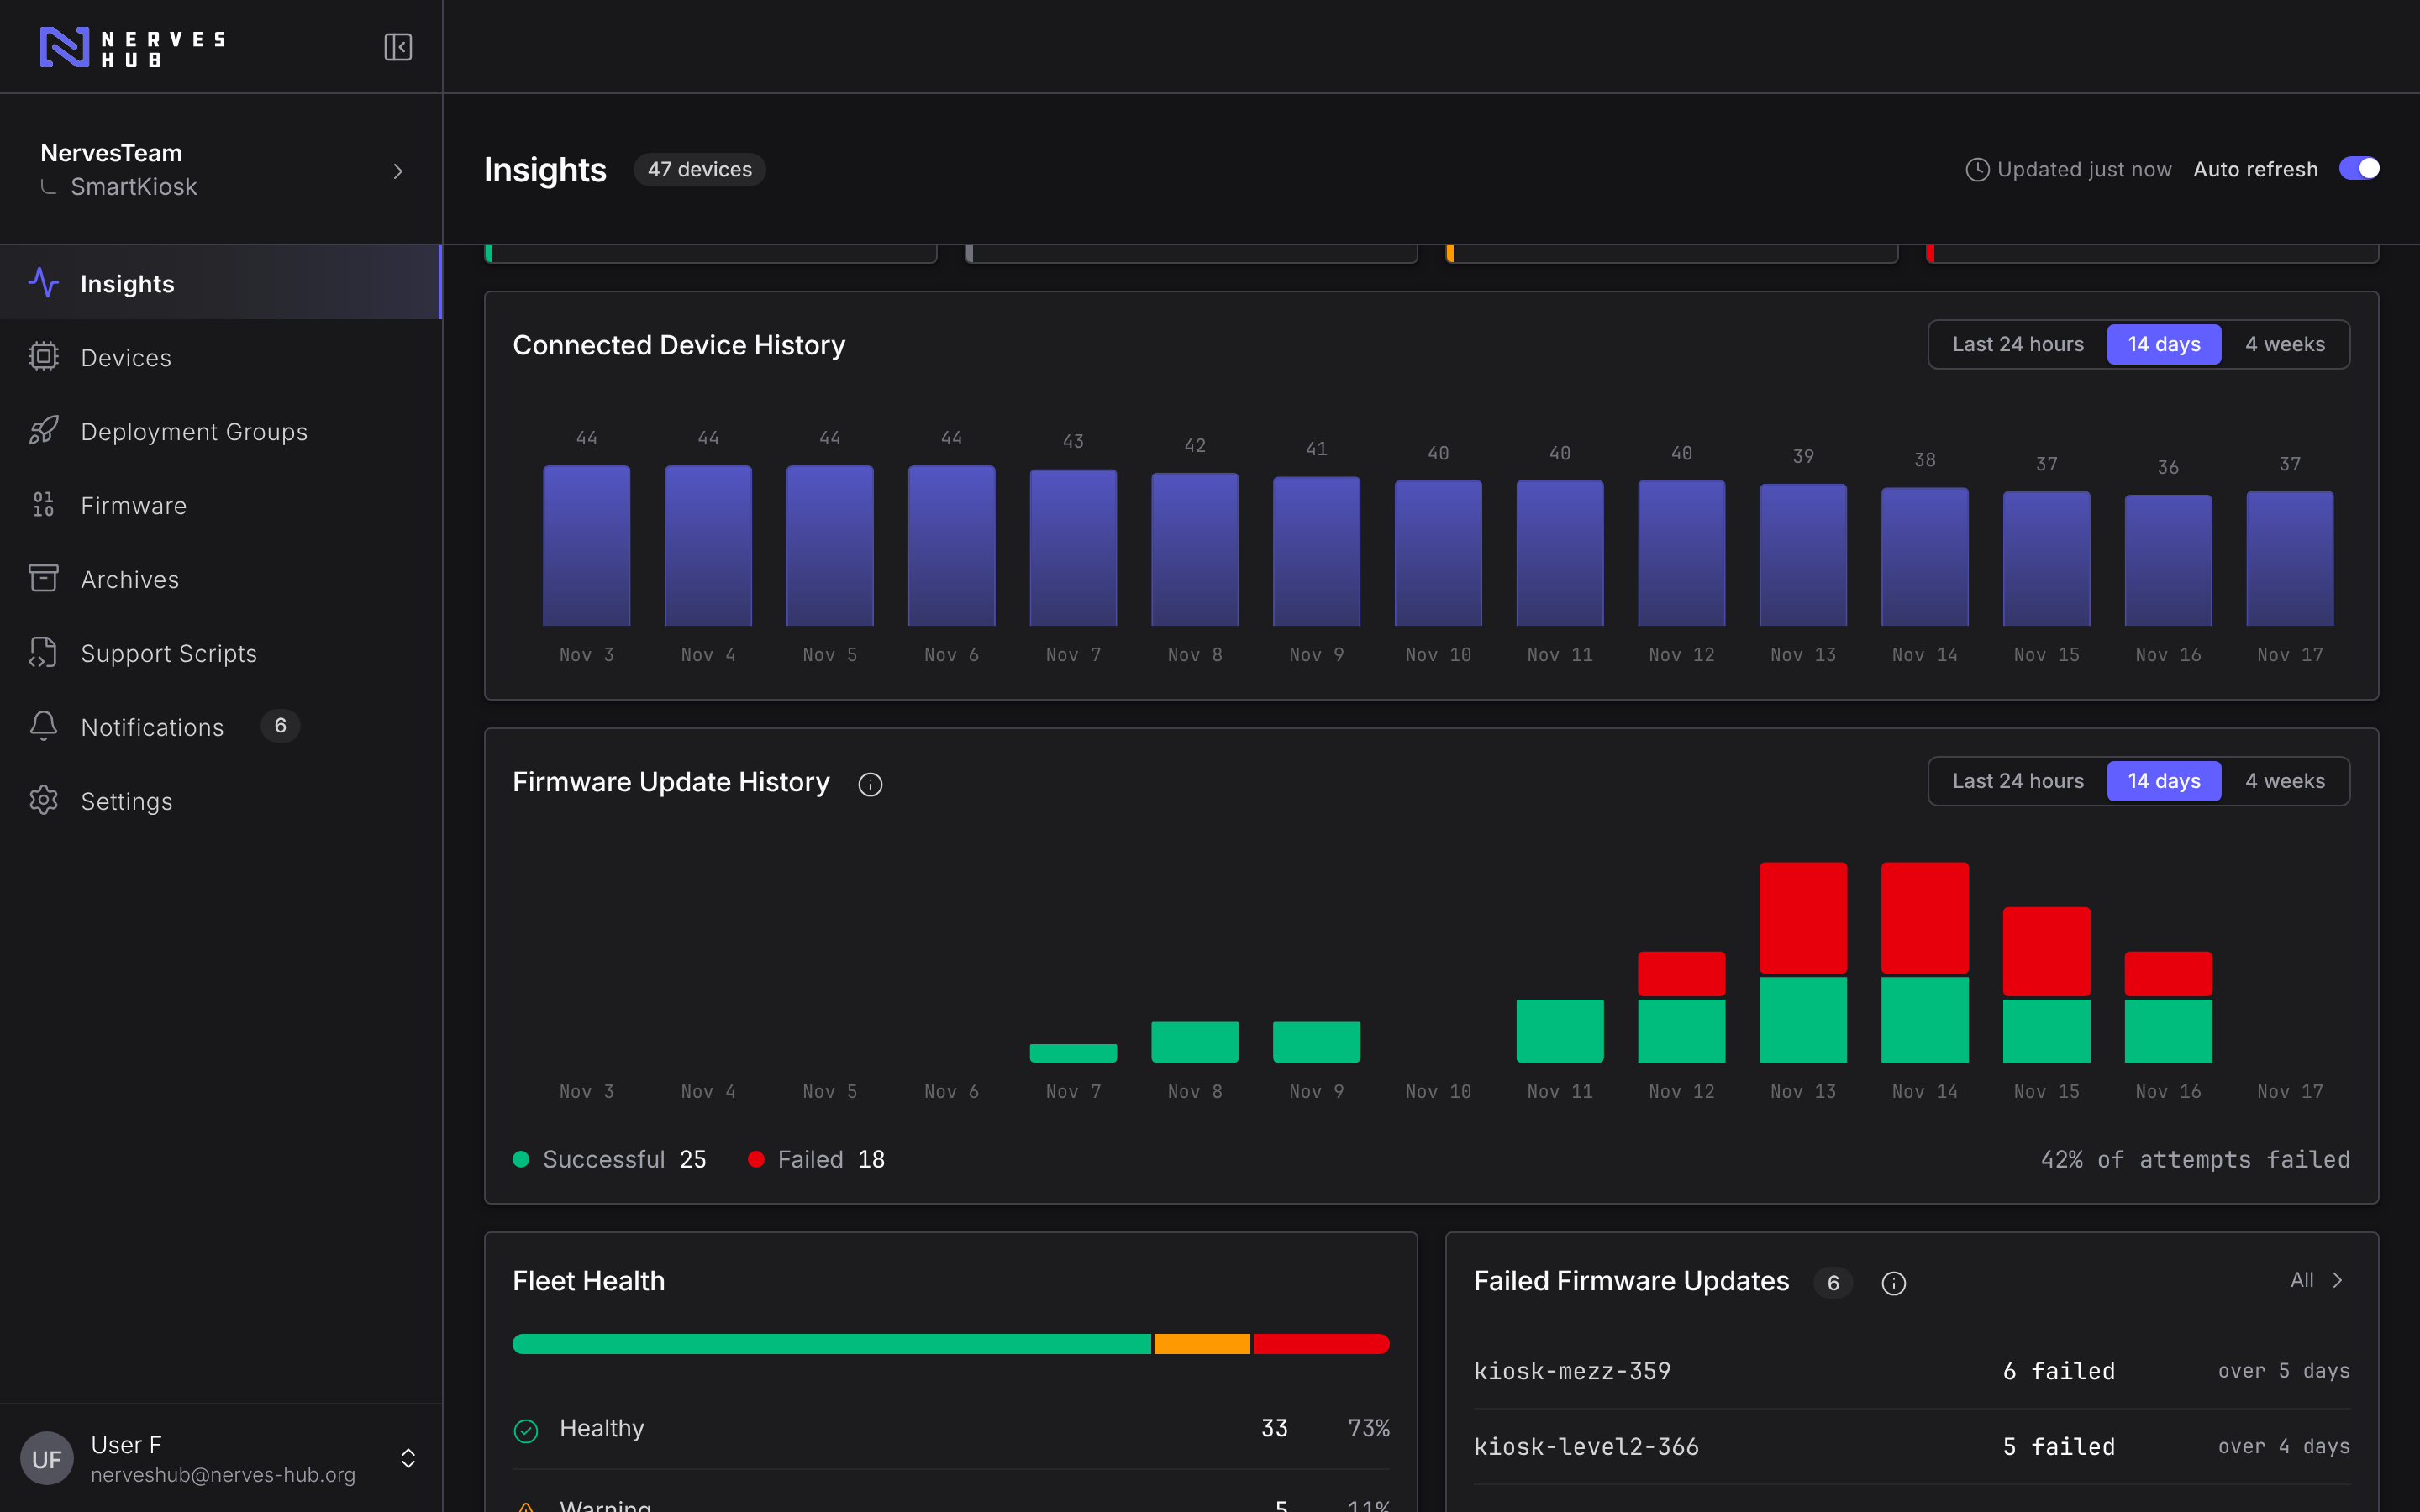 NERVES
HUB
NervesTeam
SmartKiosk
Insights
Devices
Deployment Groups
Firmware
Archives
Support Scripts
Notifications 6
Settings
UF
User F
nerveshub@nerves-hub.org
Insights 47 devices
Updated just now Auto refresh
Connected Device History
Last 24 hours 14 days 4 weeks
44 44 44 44 43 42 41 40 40 40 39 38 37 36 37
Nov 3 Nov 4 Nov 5 Nov 6 Nov 7 Nov 8 Nov 9 Nov 10 Nov 11 Nov 12 Nov 13 Nov 14 Nov 15 Nov 16 Nov 17
Firmware Update History
Last 24 hours 14 days 4 weeks
Nov 3 Nov 4 Nov 5 Nov 6 Nov 7 Nov 8 Nov 9 Nov 10 Nov 11 Nov 12 Nov 13 Nov 14 Nov 15 Nov 16 Nov 17
Successful 25 Failed 18 42% of attempts failed
Fleet Health
Healthy 33 73%
Warning 5 11%
Failed Firmware Updates 6 All
kiosk-mezz-359 6 failed over 5 days
kiosk-level2-366 5 failed over 4 days